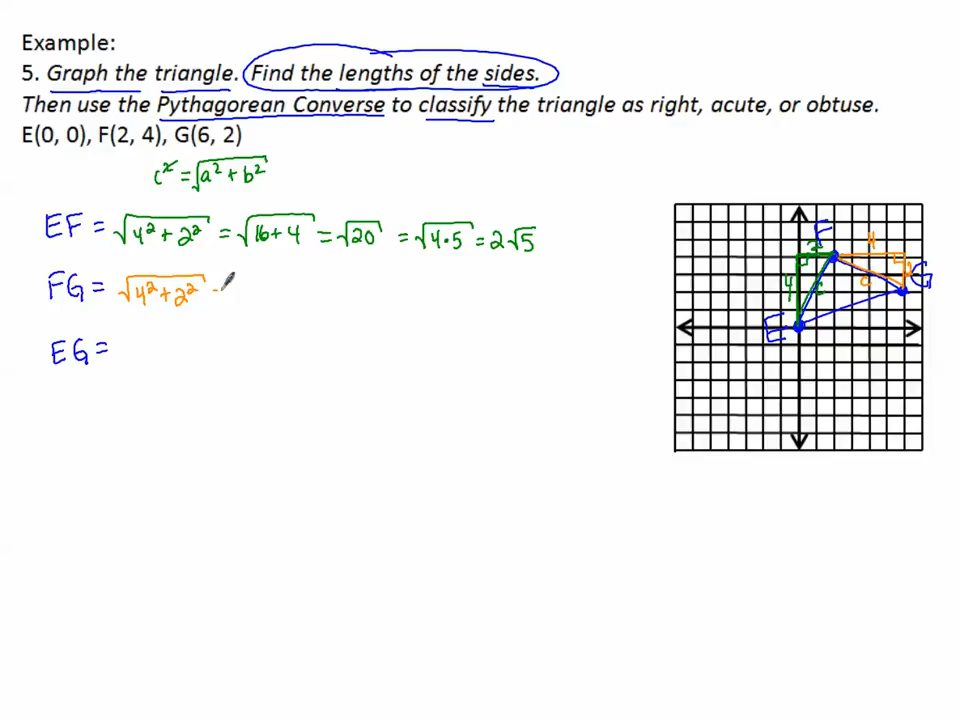 Example:
5. Graph the triangle. Find the lengths of the sides.
Then use the Pythagorean Converse to classify the triangle as right, acute, or obtuse.
E(0, 0), F(2, 4), G(6, 2)
c² = √(a² + b²)
EF = √(4² + 2²) = √(16 + 4) = √20 = √(4 · 5) = 2√5
FG = √(4² + 2²) -
EG =
F
2
4
4
c
c
2
G
E